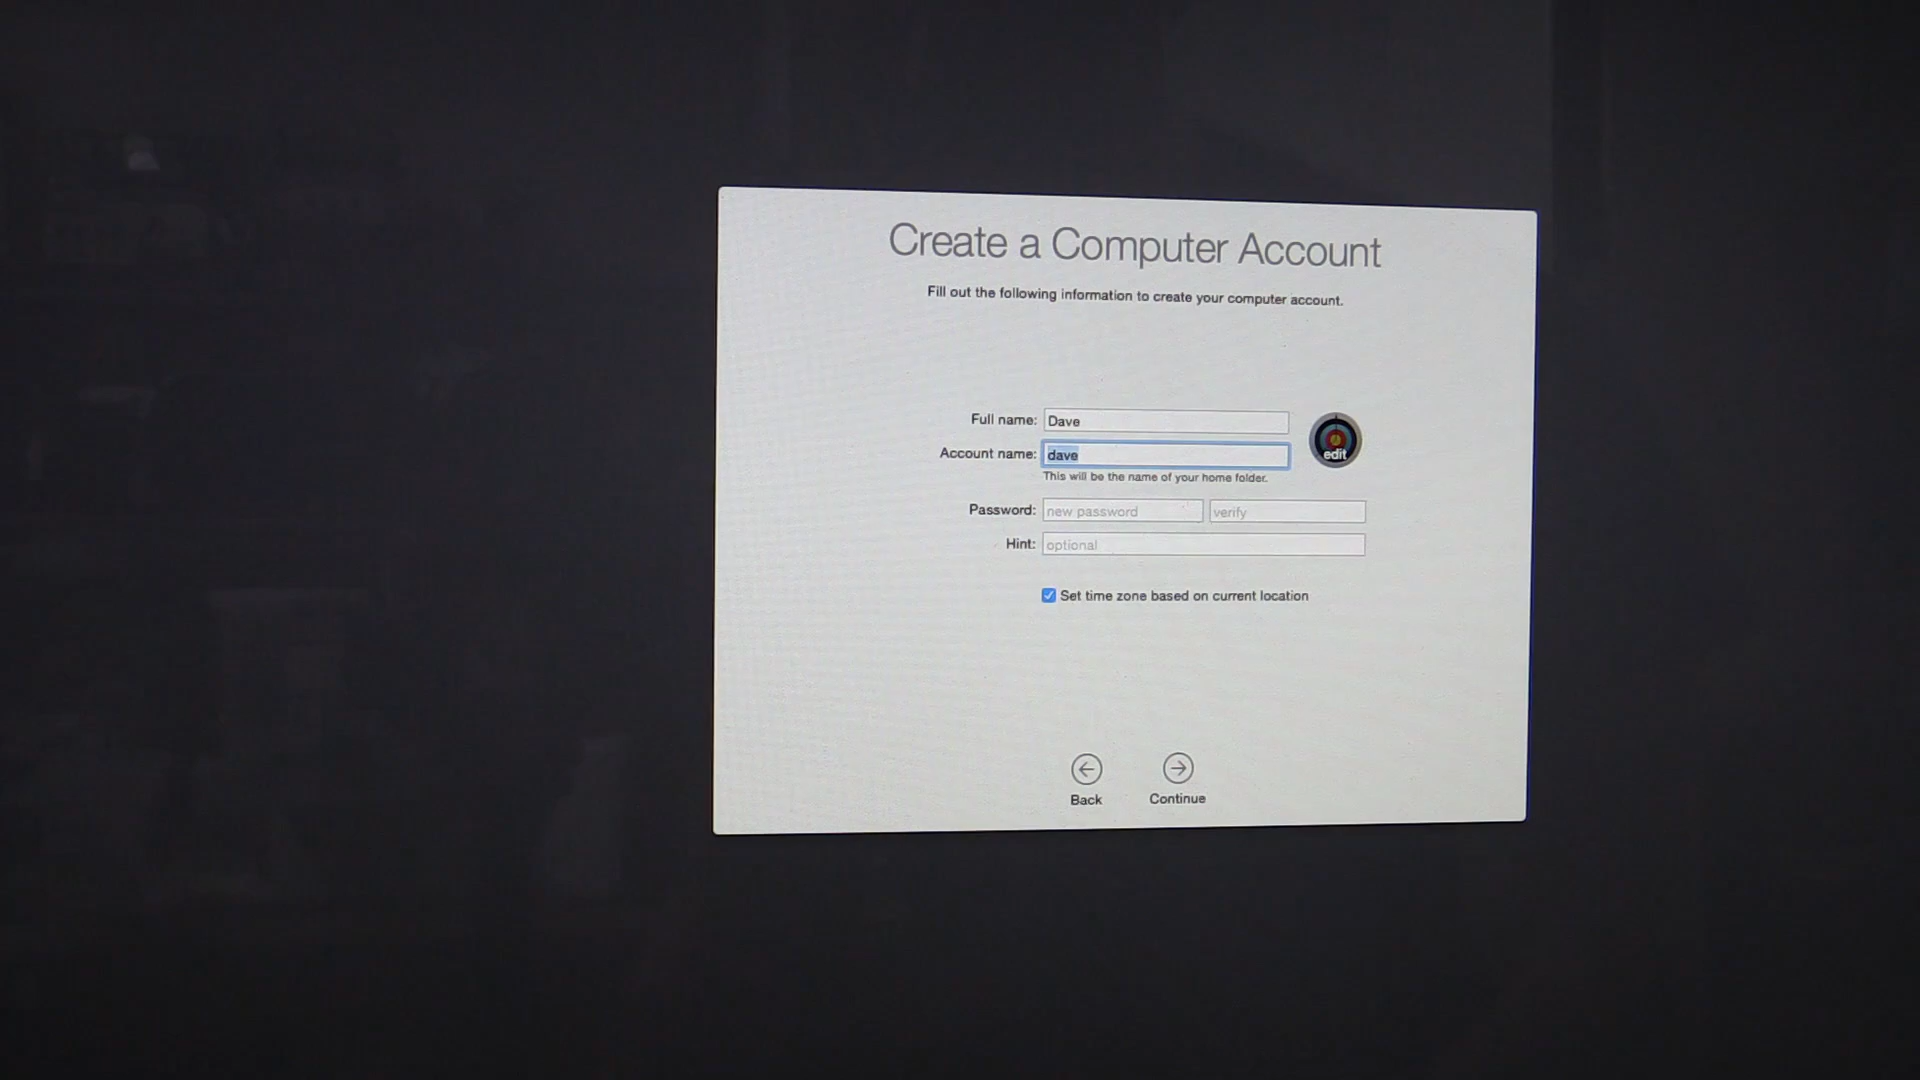 Create a Computer Account
Fill out the following information to create your computer account.
Full name: Dave
edit
Account name: dave
This will be the name of your home folder.
Password: new password verify
Hint: optional
Set time zone based on current location
Back Continue